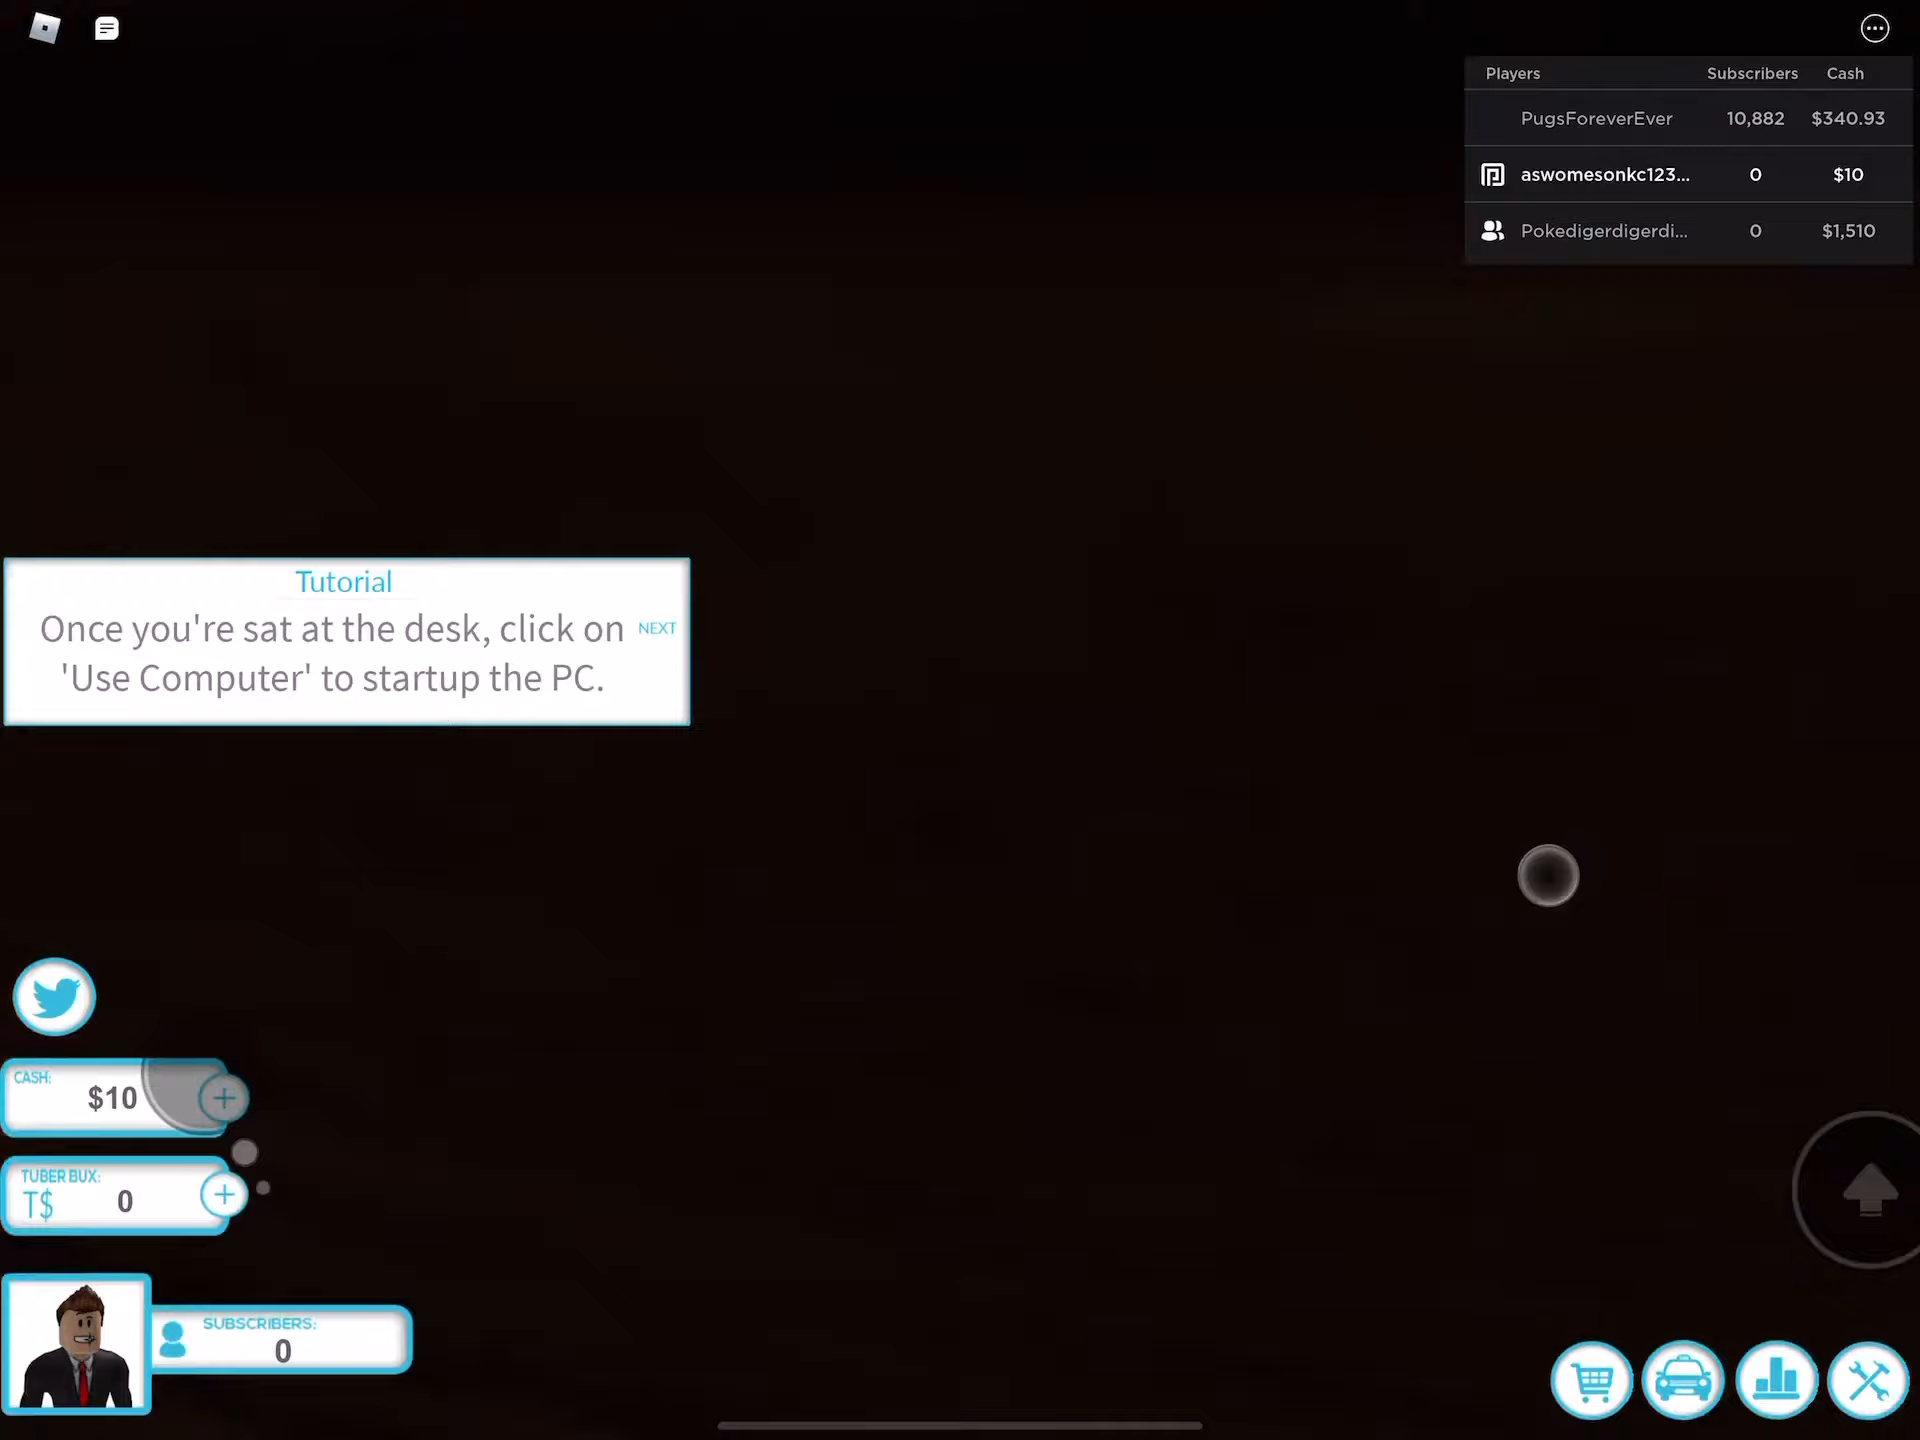 Players Subscribers Cash
PugsForeverEver 10,882 $340.93
aswomesonkc123... 0 $10
Pokedigerdigerdi... 0 $1,510
Tutorial
Once you're sat at the desk, click on NEXT
'Use Computer' to startup the PC.
CASH:
$10
TUBER BUX:
T$ 0
SUBSCRIBERS:
0